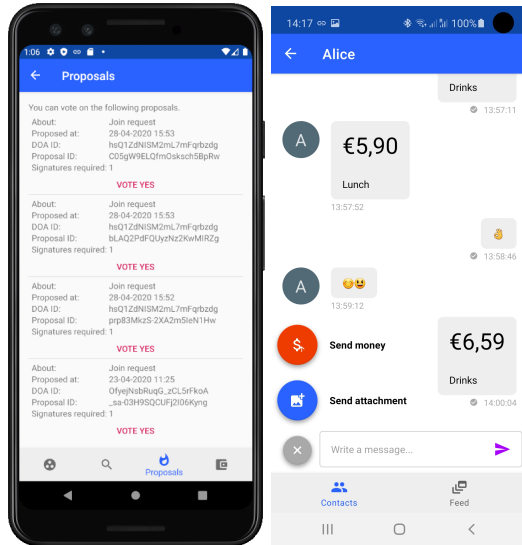 1:06
Proposals
You can vote on the following proposals.
About: Join request
Proposed at: 28-04-2020 15:53
DOA ID: hsQ1ZdNISM2mL7mFqrbzdg
Proposal ID: C05gW9ELQfmOsksch5BpRw
Signatures required: 1
VOTE YES
About: Join request
Proposed at: 28-04-2020 15:53
DOA ID: hsQ1ZdNISM2mL7mFqrbzdg
Proposal ID: bLAQ2PdFQUyzNz2KwMIRZg
Signatures required: 1
VOTE YES
About: Join request
Proposed at: 28-04-2020 15:52
DOA ID: hsQ1ZdNISM2mL7mFqrbzdg
Proposal ID: prp83MkzS-2XA2m5IeN1Hw
Signatures required: 1
VOTE YES
About: Join request
Proposed at: 23-04-2020 11:25
DOA ID: OfyejNsbRuqG_zCL5rFkoA
Proposal ID: _sa-03H9SQCUFj2I06Kyng
Signatures required: 1
VOTE YES
Proposals
14:17
100%
Alice
Drinks
13:57:11
A
€5,90
Lunch
13:57:52
13:58:46
A
13:59:12
Send money
€6,59
Drinks
Send attachment
14:00:04
Write a message...
Contacts
Feed